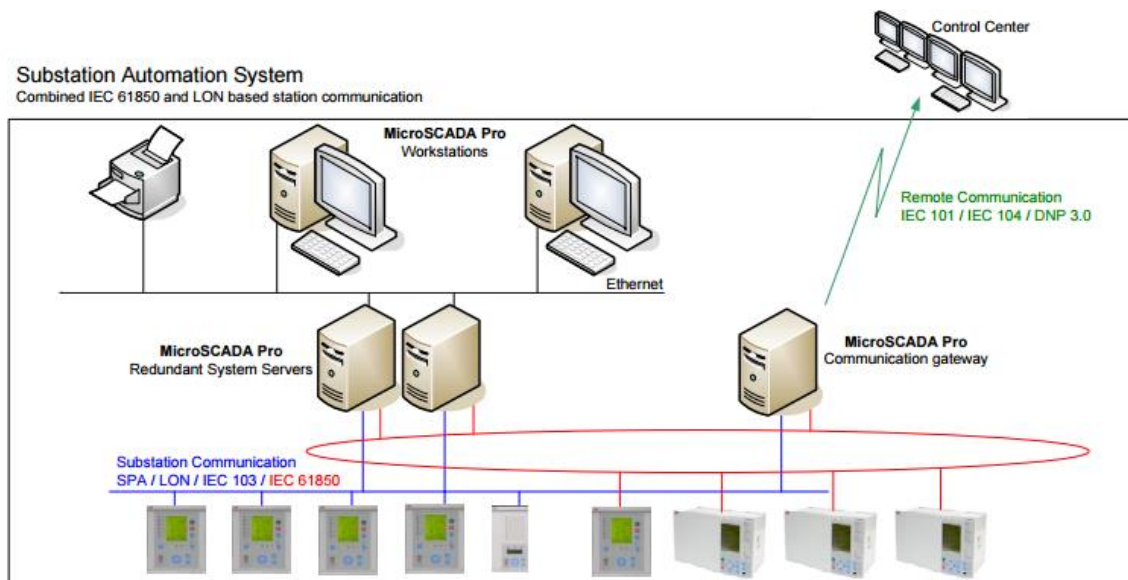 Control Center
Substation Automation System
Combined IEC 61850 and LON based station communication
MicroSCADA Pro
Workstations
Remote Communication
IEC 101 / IEC 104 / DNP 3.0
Ethernet
MicroSCADA Pro
Redundant System Servers
MicroSCADA Pro
Communication gateway
Substation Communication
SPA / LON / IEC 103 / IEC 61850